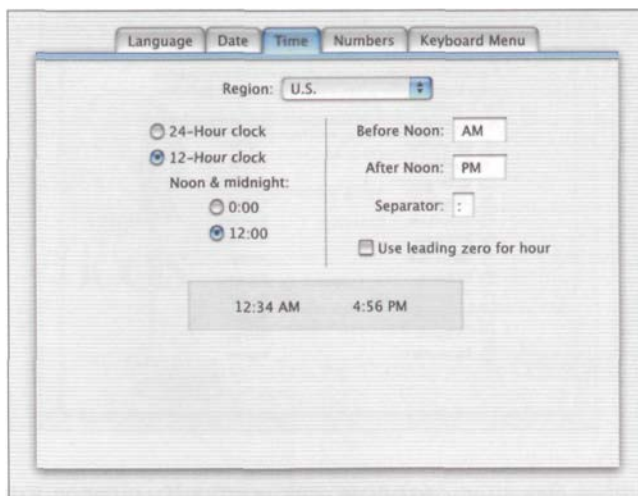 Language Date Time Numbers Keyboard Menu
Region: U.S.
24-Hour clock
12-Hour clock
Noon & midnight:
0:00
12:00
Before Noon: AM
After Noon: PM
Separator: :
Use leading zero for hour
12:34 AM 4:56 PM